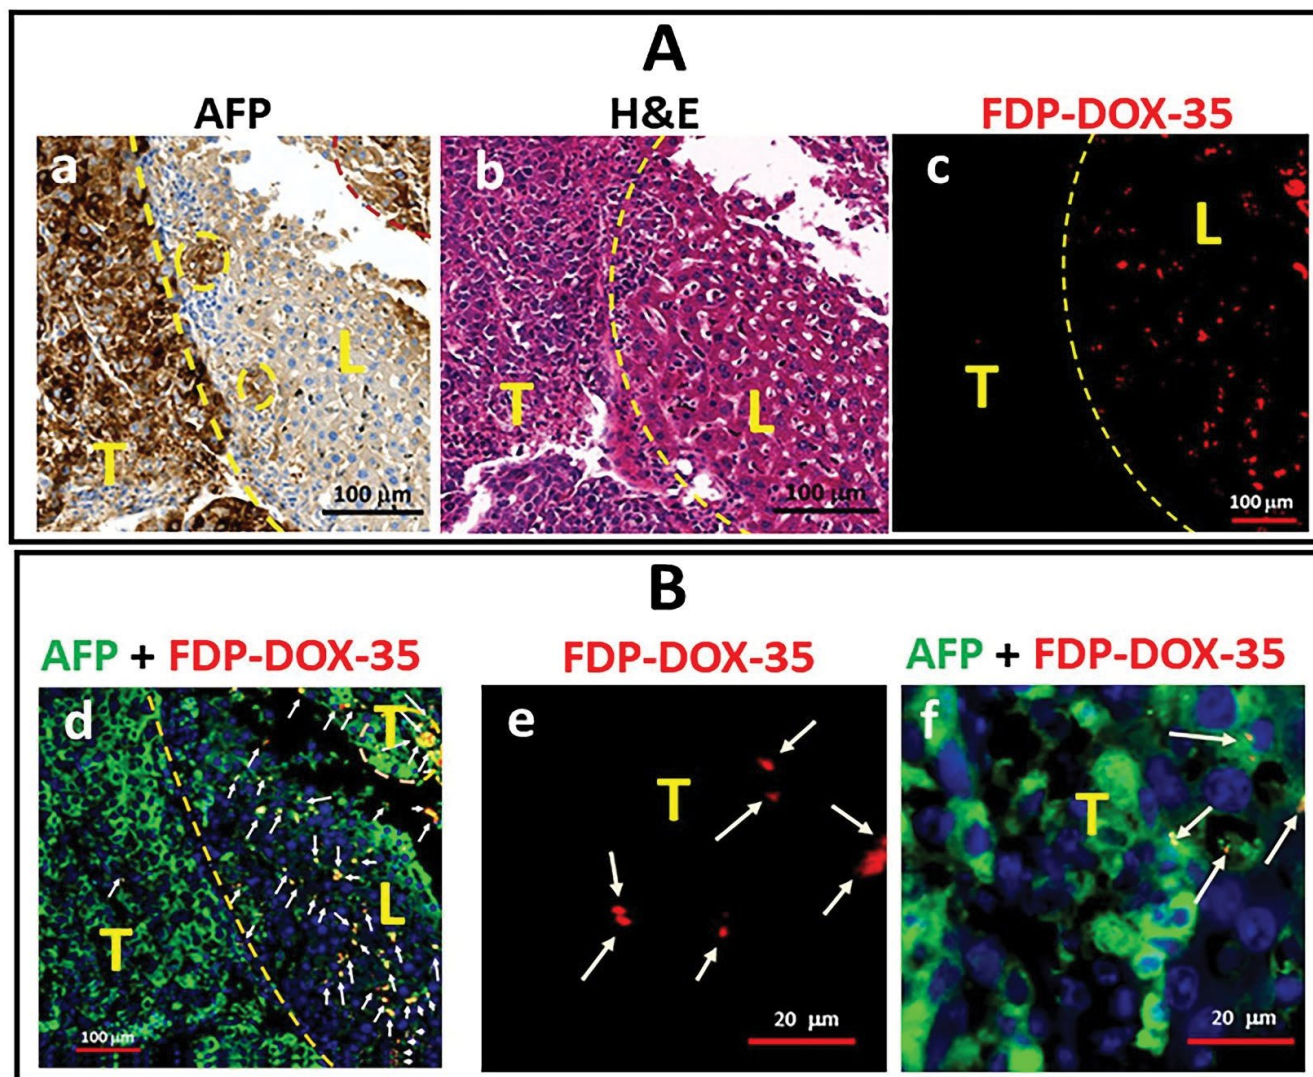 A
AFP
H&E
FDP-DOX-35
a
b
c
L
T
L
T
L
T
100 µm
100 µm
100 µm
B
AFP + FDP-DOX-35
FDP-DOX-35
AFP + FDP-DOX-35
d
T
e
f
T
T
L
T
100 µm
20 µm
20 µm